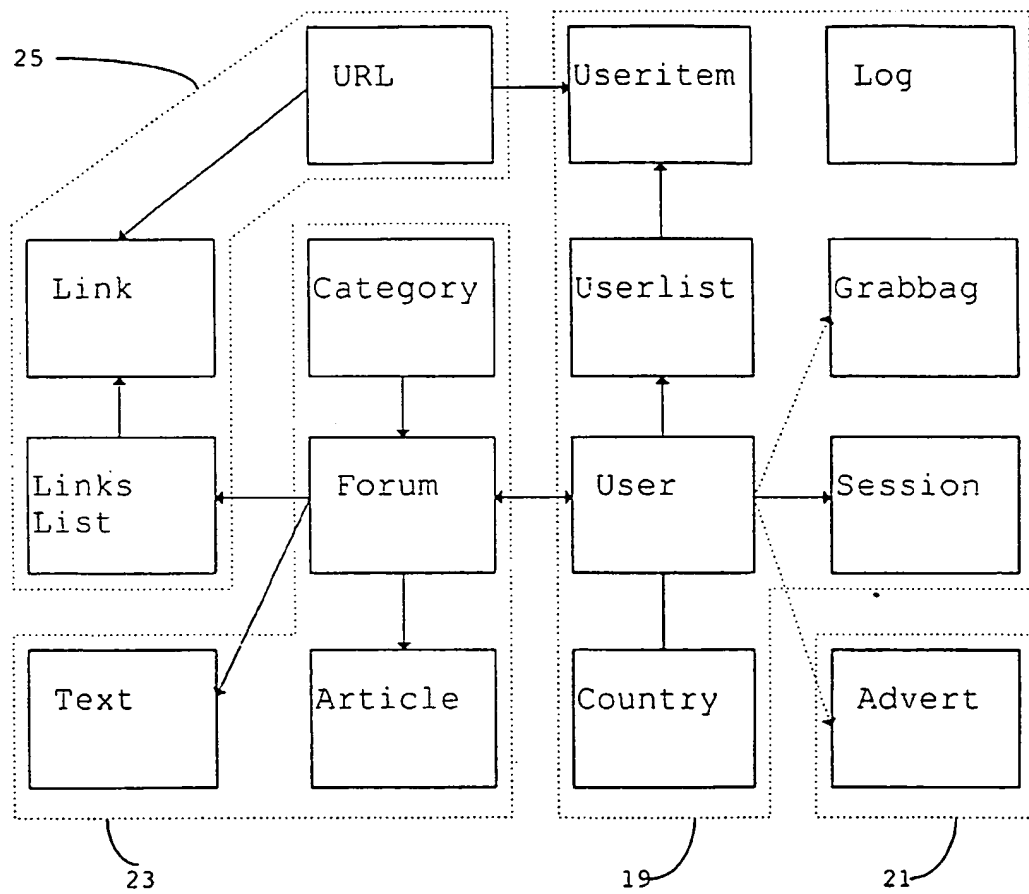 25
URL
Useritem
Log
Link
Category
Userlist
Grabbag
Links
List
Forum
User
Session
Text
Article
Country
Advert
23
19
21